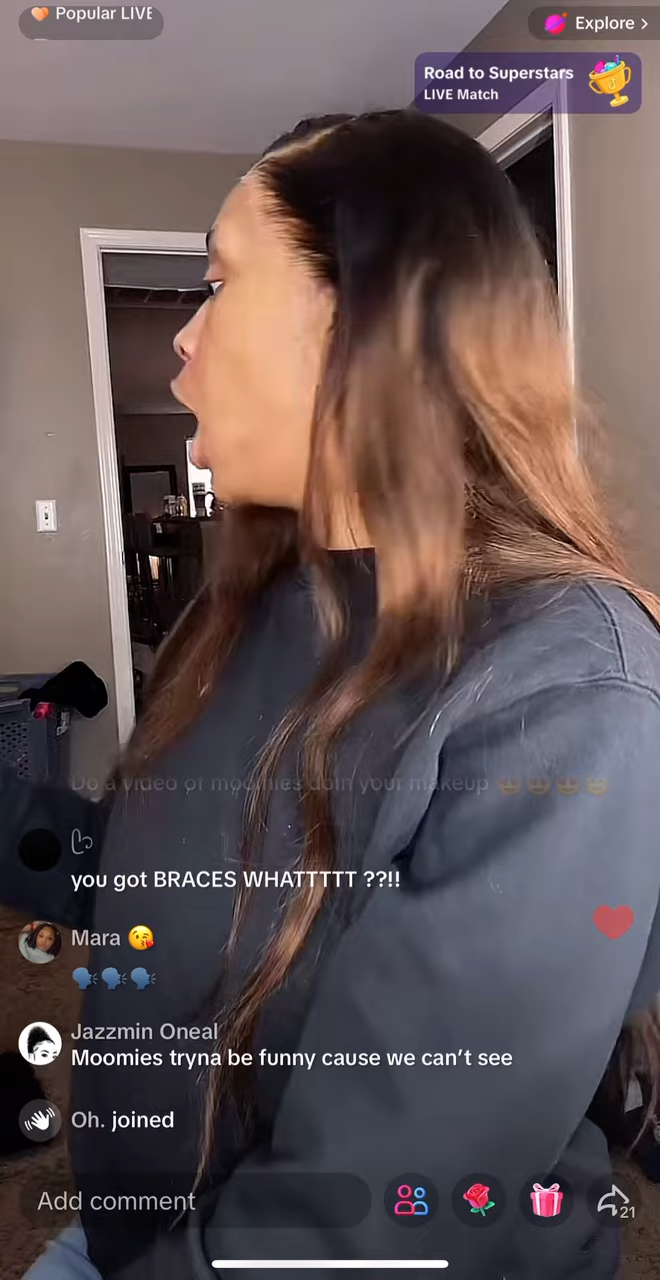 Popular LIVE
Explore >
Road to Superstars
LIVE Match
Do a video of moomies doin your makeup
you got BRACES WHATTTTT ??!!
Mara 😘
🗣️🗣️🗣️
Jazzmin Oneal
Moomies tryna be funny cause we can't see
Oh. joined
Add comment
21